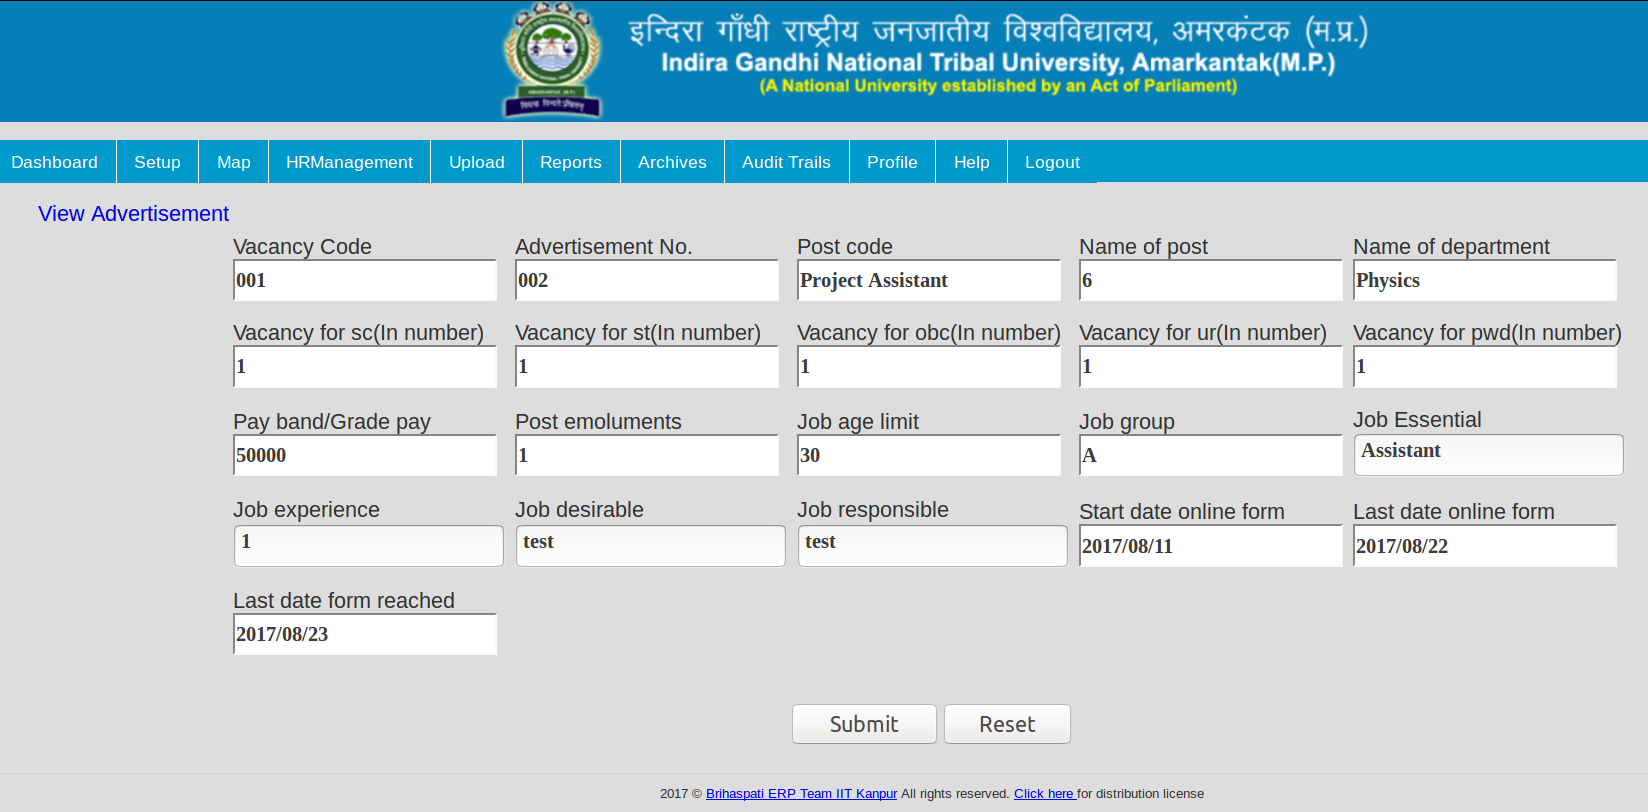 इन्दिरा गाँधी राष्ट्रीय जनजातीय विश्वविद्यालय, अमरकंटक (म.प्र.)
Indira Gandhi National Tribal University, Amarkantak(M.P.)
(A National University established by an Act of Parliament)
Dashboard Setup Map HRManagement Upload Reports Archives Audit Trails Profile Help Logout
View Advertisement
Vacancy Code Advertisement No. Post code Name of post Name of department
001 002 Project Assistant 6 Physics
Vacancy for sc(In number) Vacancy for st(In number) Vacancy for obc(In number) Vacancy for ur(In number) Vacancy for pwd(In number)
1 1 1 1 1
Pay band/Grade pay Post emoluments Job age limit Job group Job Essential
50000 1 30 A Assistant
Job experience Job desirable Job responsible Start date online form Last date online form
1 test test 2017/08/11 2017/08/22
Last date form reached
2017/08/23
Submit Reset
2017 © Brihaspati ERP Team IIT Kanpur All rights reserved. Click here for distribution license